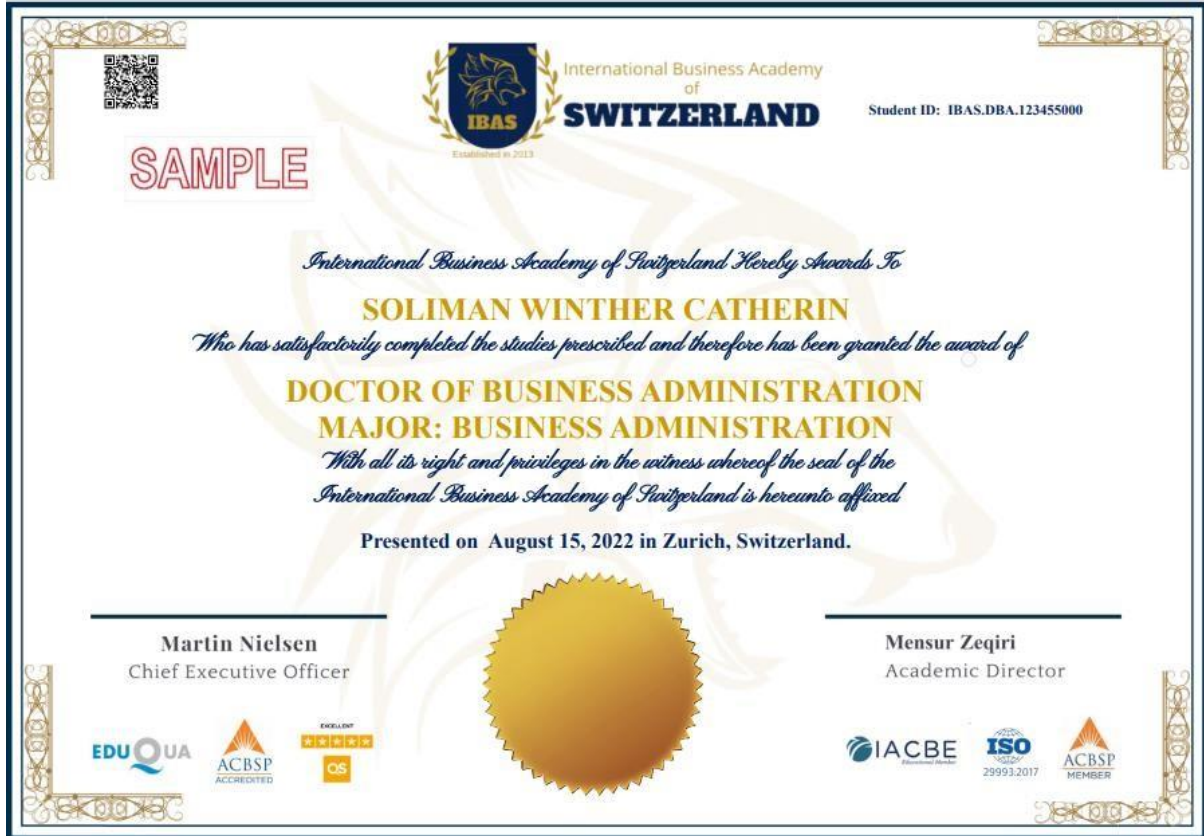 International Business Academy
of
SWITZERLAND
IBAS
Established in 2013
Student ID: IBAS.DBA.123455000
SAMPLE
International Business Academy of Switzerland Hereby Awards To
SOLIMAN WINTHER CATHERIN
Who has satisfactorily completed the studies prescribed and therefore has been granted the award of
DOCTOR OF BUSINESS ADMINISTRATION
MAJOR: BUSINESS ADMINISTRATION
With all its right and privileges in the witness whereof the seal of the
International Business Academy of Switzerland is hereunto affixed
Presented on August 15, 2022 in Zurich, Switzerland.
Martin Nielsen
Chief Executive Officer
Mensur Zeqiri
Academic Director
EDUQUA
ACBSP
ACCREDITED
EXCELLENT
QS
IACBE
Educational Member
ISO
29993:2017
ACBSP
MEMBER